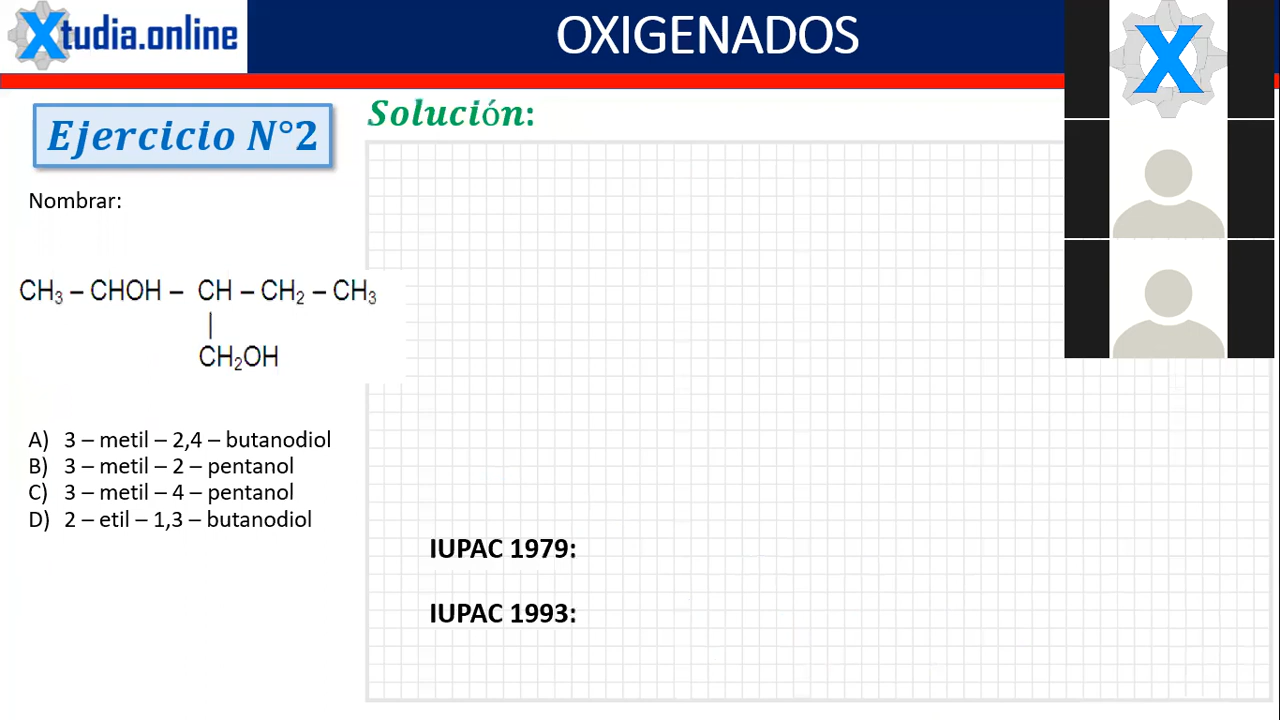 Xtudia.online
OXIGENADOS
X
Ejercicio N°2
Solución:
Nombrar:
CH₃ – CHOH – CH – CH₂ – CH₃
|
CH₂OH
A) 3 – metil – 2,4 – butanodiol
B) 3 – metil – 2 – pentanol
C) 3 – metil – 4 – pentanol
D) 2 – etil – 1,3 – butanodiol
IUPAC 1979:
IUPAC 1993: